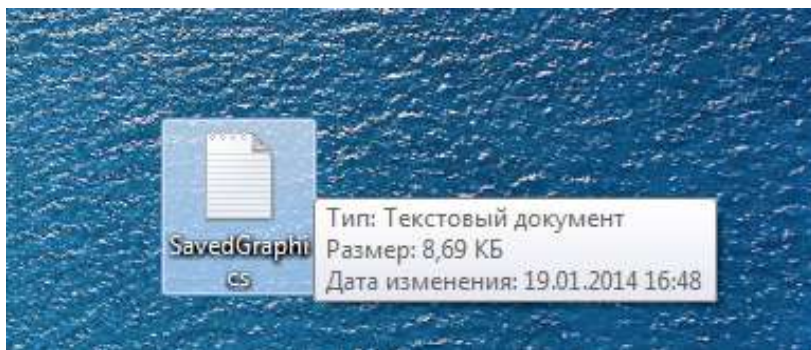 SavedGraphi
cs
Тип: Текстовый документ
Размер: 8,69 КБ
Дата изменения: 19.01.2014 16:48